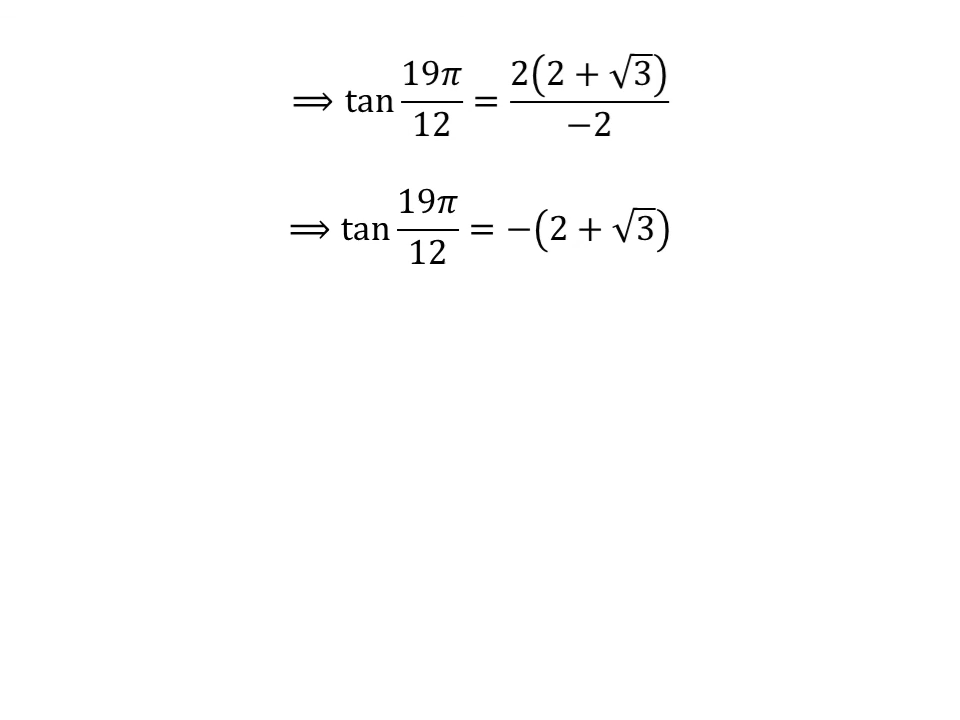 ⟹ tan 19π/12 = 2(2 + √3)/−2
⟹ tan 19π/12 = −(2 + √3)